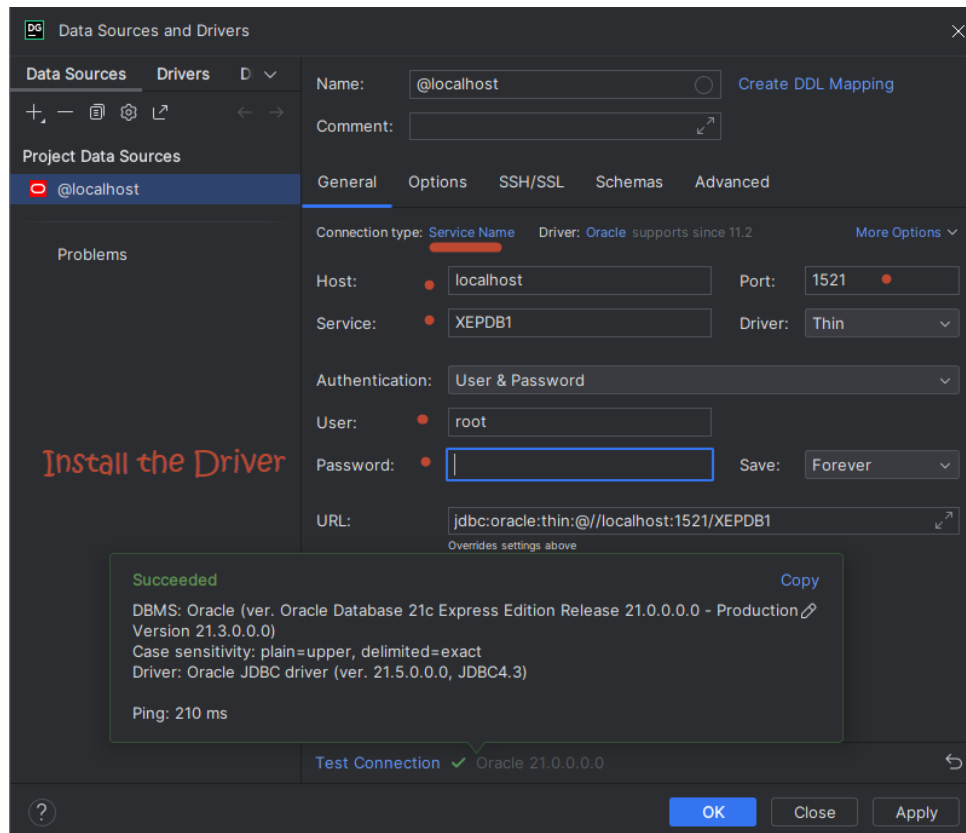 DG Data Sources and Drivers
Data Sources Drivers D
Project Data Sources
@localhost
Problems
Install the Driver
Name: @localhost Create DDL Mapping
Comment:
General Options SSH/SSL Schemas Advanced
Connection type: Service Name Driver: Oracle supports since 11.2 More Options
Host: localhost Port: 1521
Service: XEPDB1 Driver: Thin
Authentication: User & Password
User: root
Password: Save: Forever
URL: jdbc:oracle:thin:@//localhost:1521/XEPDB1
Overrides settings above
Succeeded Copy
DBMS: Oracle (ver. Oracle Database 21c Express Edition Release 21.0.0.0.0 - Production
Version 21.3.0.0.0)
Case sensitivity: plain=upper, delimited=exact
Driver: Oracle JDBC driver (ver. 21.5.0.0.0, JDBC4.3)
Ping: 210 ms
Test Connection Oracle 21.0.0.0.0
? OK Close Apply